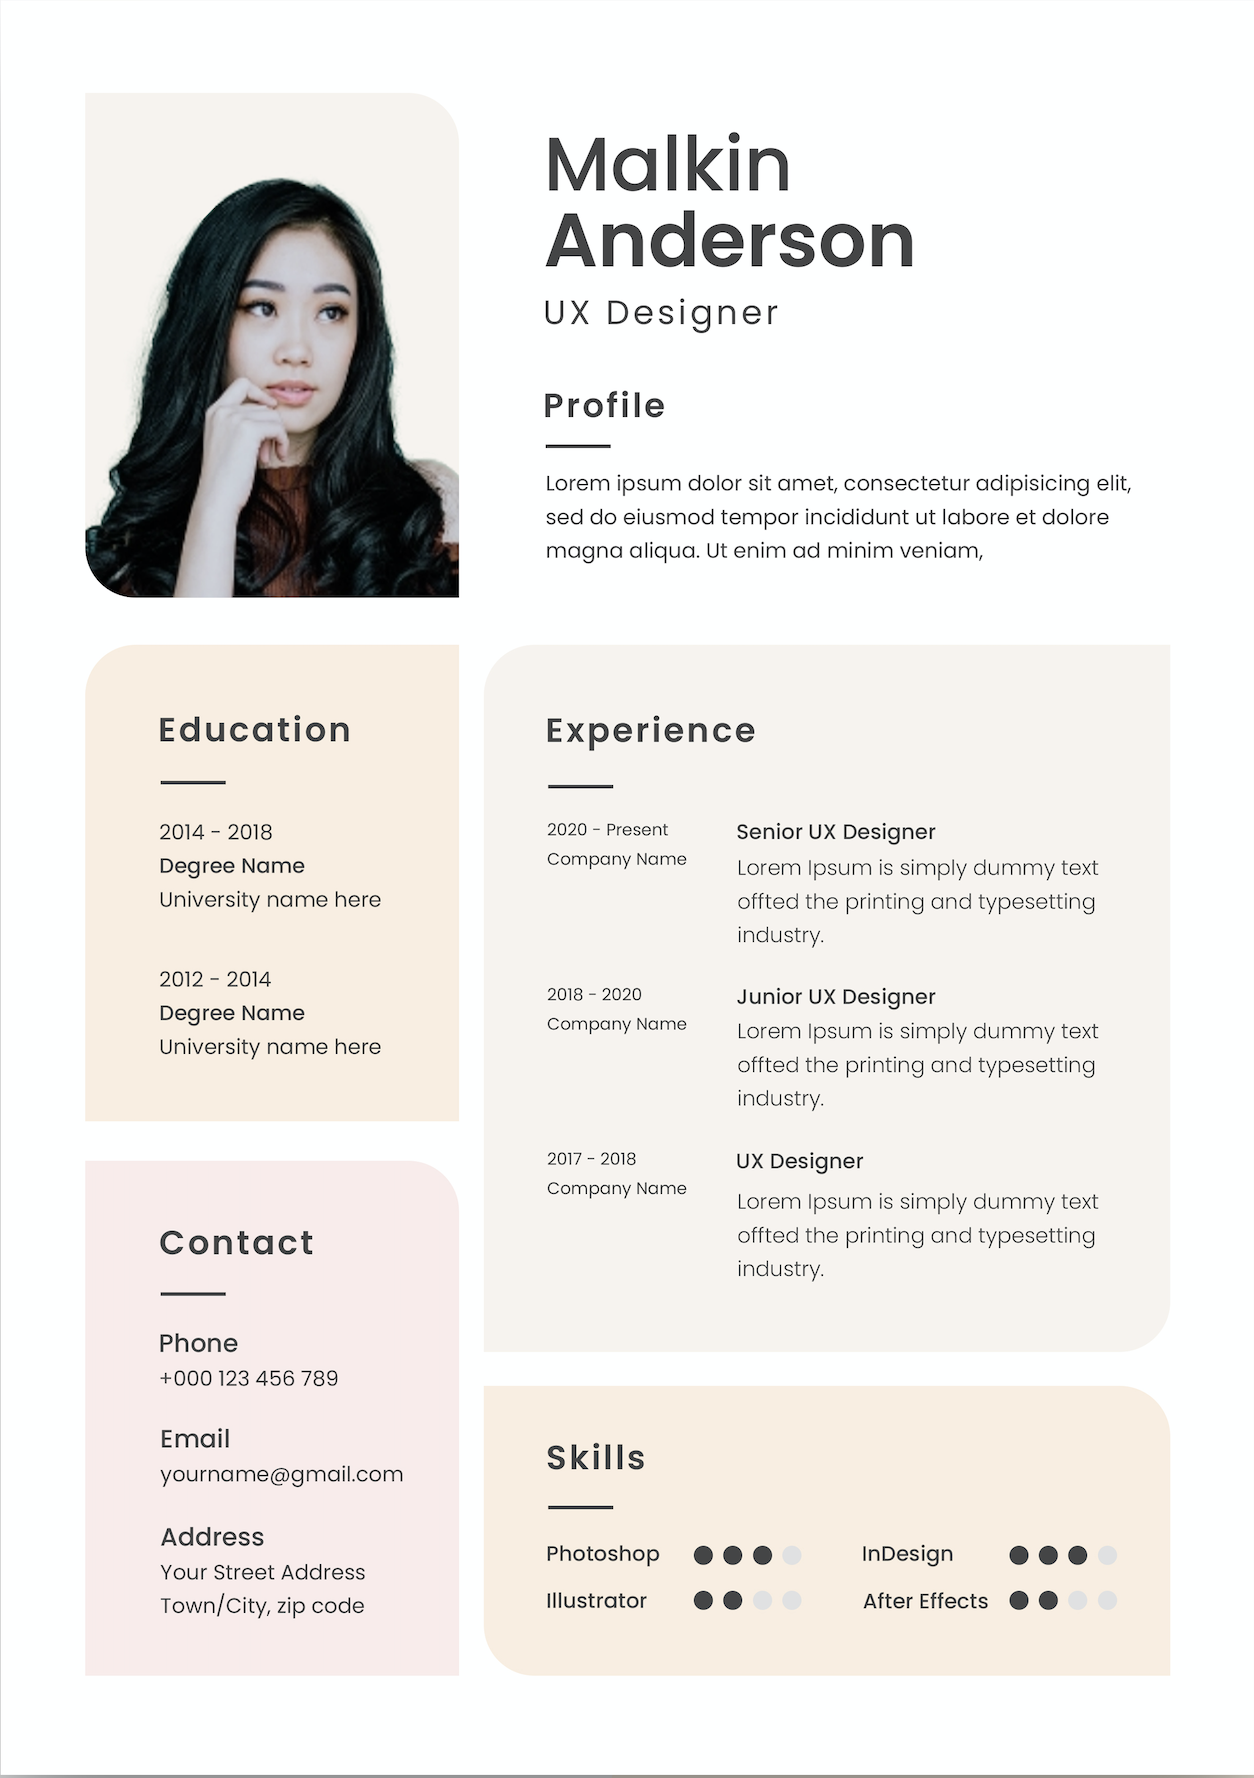 Malkin
Anderson
UX Designer
Profile
Lorem ipsum dolor sit amet, consectetur adipisicing elit,
sed do eiusmod tempor incididunt ut labore et dolore
magna aliqua. Ut enim ad minim veniam,
Education
2014 - 2018
Degree Name
University name here
2012 - 2014
Degree Name
University name here
Contact
Phone
+000 123 456 789
Email
yourname@gmail.com
Address
Your Street Address
Town/City, zip code
Experience
2020 - Present
Company Name
Senior UX Designer
Lorem Ipsum is simply dummy text
offted the printing and typesetting
industry.
2018 - 2020
Company Name
Junior UX Designer
Lorem Ipsum is simply dummy text
offted the printing and typesetting
industry.
2017 - 2018
Company Name
UX Designer
Lorem Ipsum is simply dummy text
offted the printing and typesetting
industry.
Skills
Photoshop
InDesign
Illustrator
After Effects